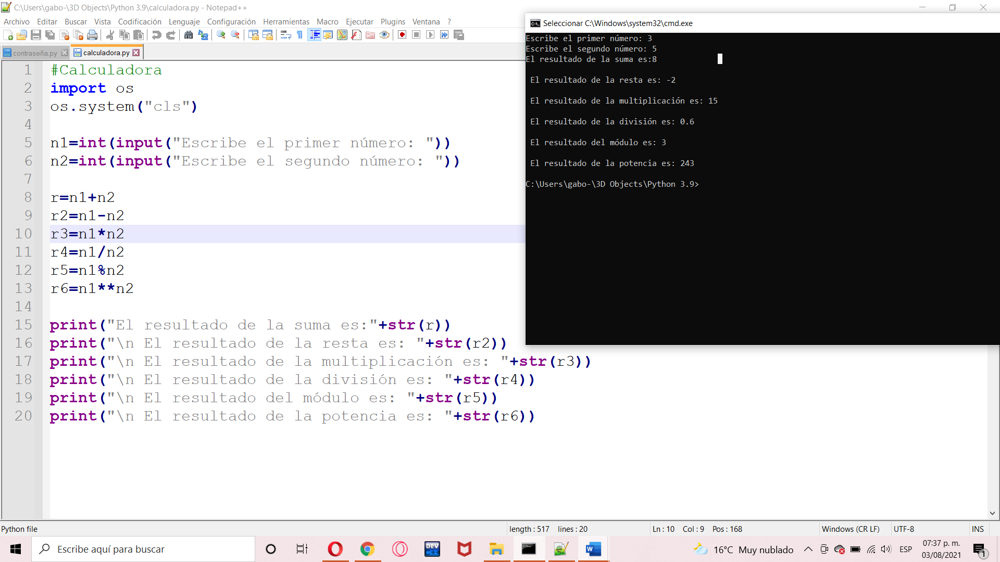 C:\Users\gabo-\3D Objects\Python 3.9\calculadora.py - Notepad++
Archivo Editar Buscar Vista Codificación Lenguaje Configuración Herramientas Macro Ejecutar Plugins Ventana ?
contraseña.py calculadora.py
1 #Calculadora
2 import os
3 os.system("cls")
4
5 n1=int(input("Escribe el primer número: "))
6 n2=int(input("Escribe el segundo número: "))
7
8 r=n1+n2
9 r2=n1-n2
10 r3=n1*n2
11 r4=n1/n2
12 r5=n1%n2
13 r6=n1**n2
14
15 print("El resultado de la suma es:"+str(r))
16 print("\n El resultado de la resta es: "+str(r2))
17 print("\n El resultado de la multiplicación es: "+str(r3))
18 print("\n El resultado de la división es: "+str(r4))
19 print("\n El resultado del módulo es: "+str(r5))
20 print("\n El resultado de la potencia es: "+str(r6))
Seleccionar C:\Windows\system32\cmd.exe
Escribe el primer número: 3
Escribe el segundo número: 5
El resultado de la suma es:8
El resultado de la resta es: -2
El resultado de la multiplicación es: 15
El resultado de la división es: 0.6
El resultado del módulo es: 3
El resultado de la potencia es: 243
C:\Users\gabo-\3D Objects\Python 3.9>
Python file length : 517 lines : 20 Ln : 10 Col : 9 Pos : 168 Windows (CR LF) UTF-8 INS
Escribe aquí para buscar
DEV C++
W
16°C Muy nublado
ESP
07:37 p. m.
03/08/2021
1